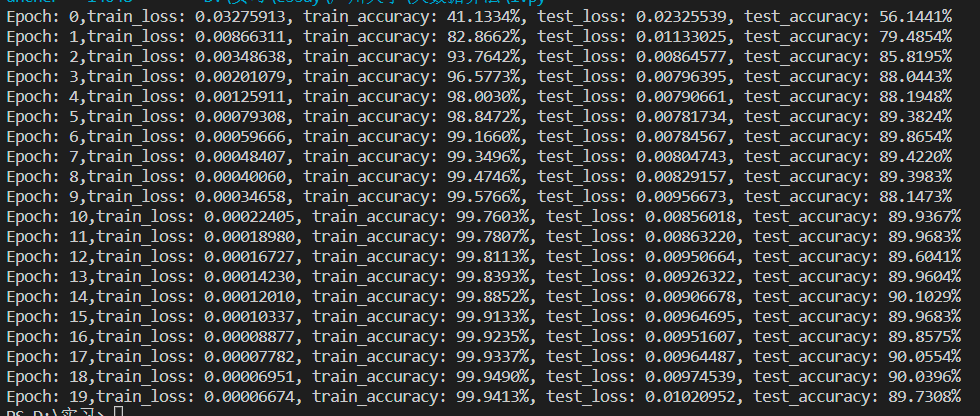 Epoch: 0,train_loss: 0.03275913, train_accuracy: 41.1334%, test_loss: 0.02325539, test_accuracy: 56.1441%
Epoch: 1,train_loss: 0.00866311, train_accuracy: 82.8662%, test_loss: 0.01133025, test_accuracy: 79.4854%
Epoch: 2,train_loss: 0.00348638, train_accuracy: 93.7642%, test_loss: 0.00864577, test_accuracy: 85.8195%
Epoch: 3,train_loss: 0.00201079, train_accuracy: 96.5773%, test_loss: 0.00796395, test_accuracy: 88.0443%
Epoch: 4,train_loss: 0.00125911, train_accuracy: 98.0030%, test_loss: 0.00790661, test_accuracy: 88.1948%
Epoch: 5,train_loss: 0.00079308, train_accuracy: 98.8472%, test_loss: 0.00781734, test_accuracy: 89.3824%
Epoch: 6,train_loss: 0.00059666, train_accuracy: 99.1660%, test_loss: 0.00784567, test_accuracy: 89.8654%
Epoch: 7,train_loss: 0.00048407, train_accuracy: 99.3496%, test_loss: 0.00804743, test_accuracy: 89.4220%
Epoch: 8,train_loss: 0.00040060, train_accuracy: 99.4746%, test_loss: 0.00829157, test_accuracy: 89.3983%
Epoch: 9,train_loss: 0.00034658, train_accuracy: 99.5766%, test_loss: 0.00956673, test_accuracy: 88.1473%
Epoch: 10,train_loss: 0.00022405, train_accuracy: 99.7603%, test_loss: 0.00856018, test_accuracy: 89.9367%
Epoch: 11,train_loss: 0.00018980, train_accuracy: 99.7807%, test_loss: 0.00863220, test_accuracy: 89.9683%
Epoch: 12,train_loss: 0.00016727, train_accuracy: 99.8113%, test_loss: 0.00950664, test_accuracy: 89.6041%
Epoch: 13,train_loss: 0.00014230, train_accuracy: 99.8393%, test_loss: 0.00926322, test_accuracy: 89.9604%
Epoch: 14,train_loss: 0.00012010, train_accuracy: 99.8852%, test_loss: 0.00906678, test_accuracy: 90.1029%
Epoch: 15,train_loss: 0.00010337, train_accuracy: 99.9133%, test_loss: 0.00964695, test_accuracy: 89.9683%
Epoch: 16,train_loss: 0.00008877, train_accuracy: 99.9235%, test_loss: 0.00951607, test_accuracy: 89.8575%
Epoch: 17,train_loss: 0.00007782, train_accuracy: 99.9337%, test_loss: 0.00964487, test_accuracy: 90.0554%
Epoch: 18,train_loss: 0.00006951, train_accuracy: 99.9490%, test_loss: 0.00974539, test_accuracy: 90.0396%
Epoch: 19,train_loss: 0.00006674, train_accuracy: 99.9413%, test_loss: 0.01020952, test_accuracy: 89.7308%
PS D:\实习>